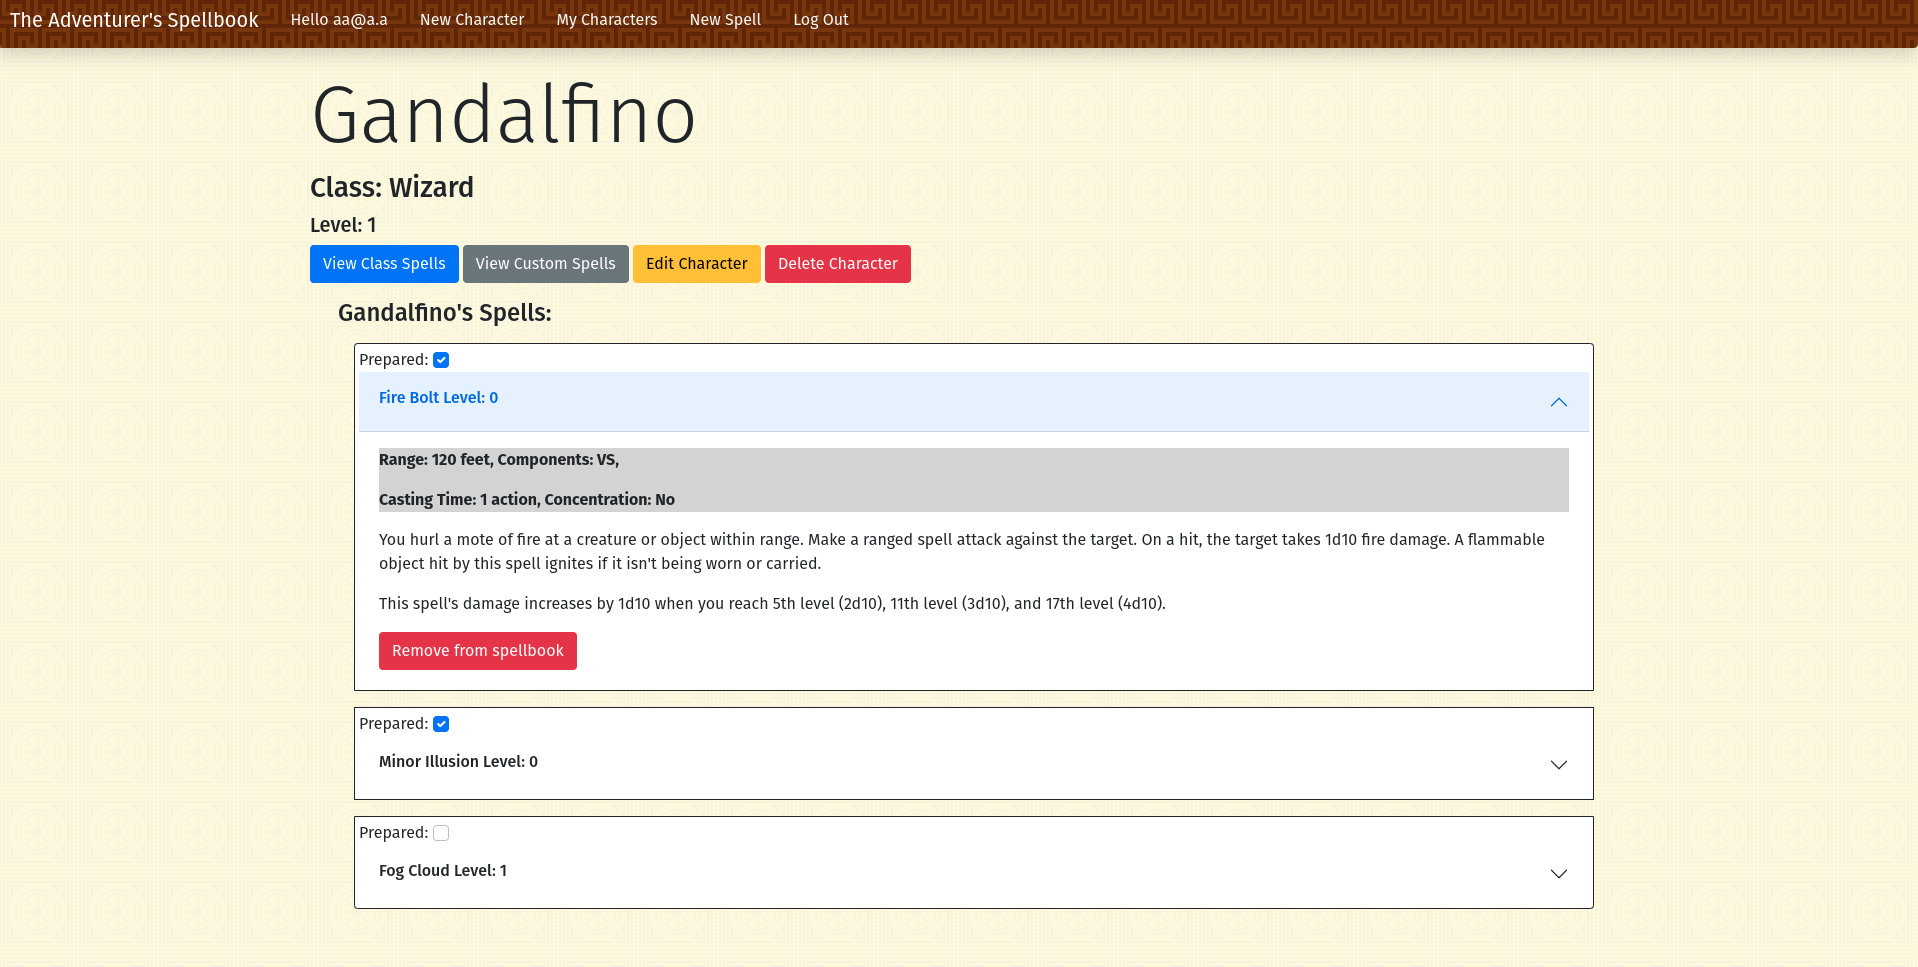 The Adventurer's Spellbook Hello aa@a.a New Character My Characters New Spell Log Out
Gandalfino
Class: Wizard
Level: 1
View Class Spells View Custom Spells Edit Character Delete Character
Gandalfino's Spells:
Prepared:
Fire Bolt Level: 0
Range: 120 feet, Components: VS,
Casting Time: 1 action, Concentration: No
You hurl a mote of fire at a creature or object within range. Make a ranged spell attack against the target. On a hit, the target takes 1d10 fire damage. A flammable
object hit by this spell ignites if it isn't being worn or carried.
This spell's damage increases by 1d10 when you reach 5th level (2d10), 11th level (3d10), and 17th level (4d10).
Remove from spellbook
Prepared:
Minor Illusion Level: 0
Prepared:
Fog Cloud Level: 1